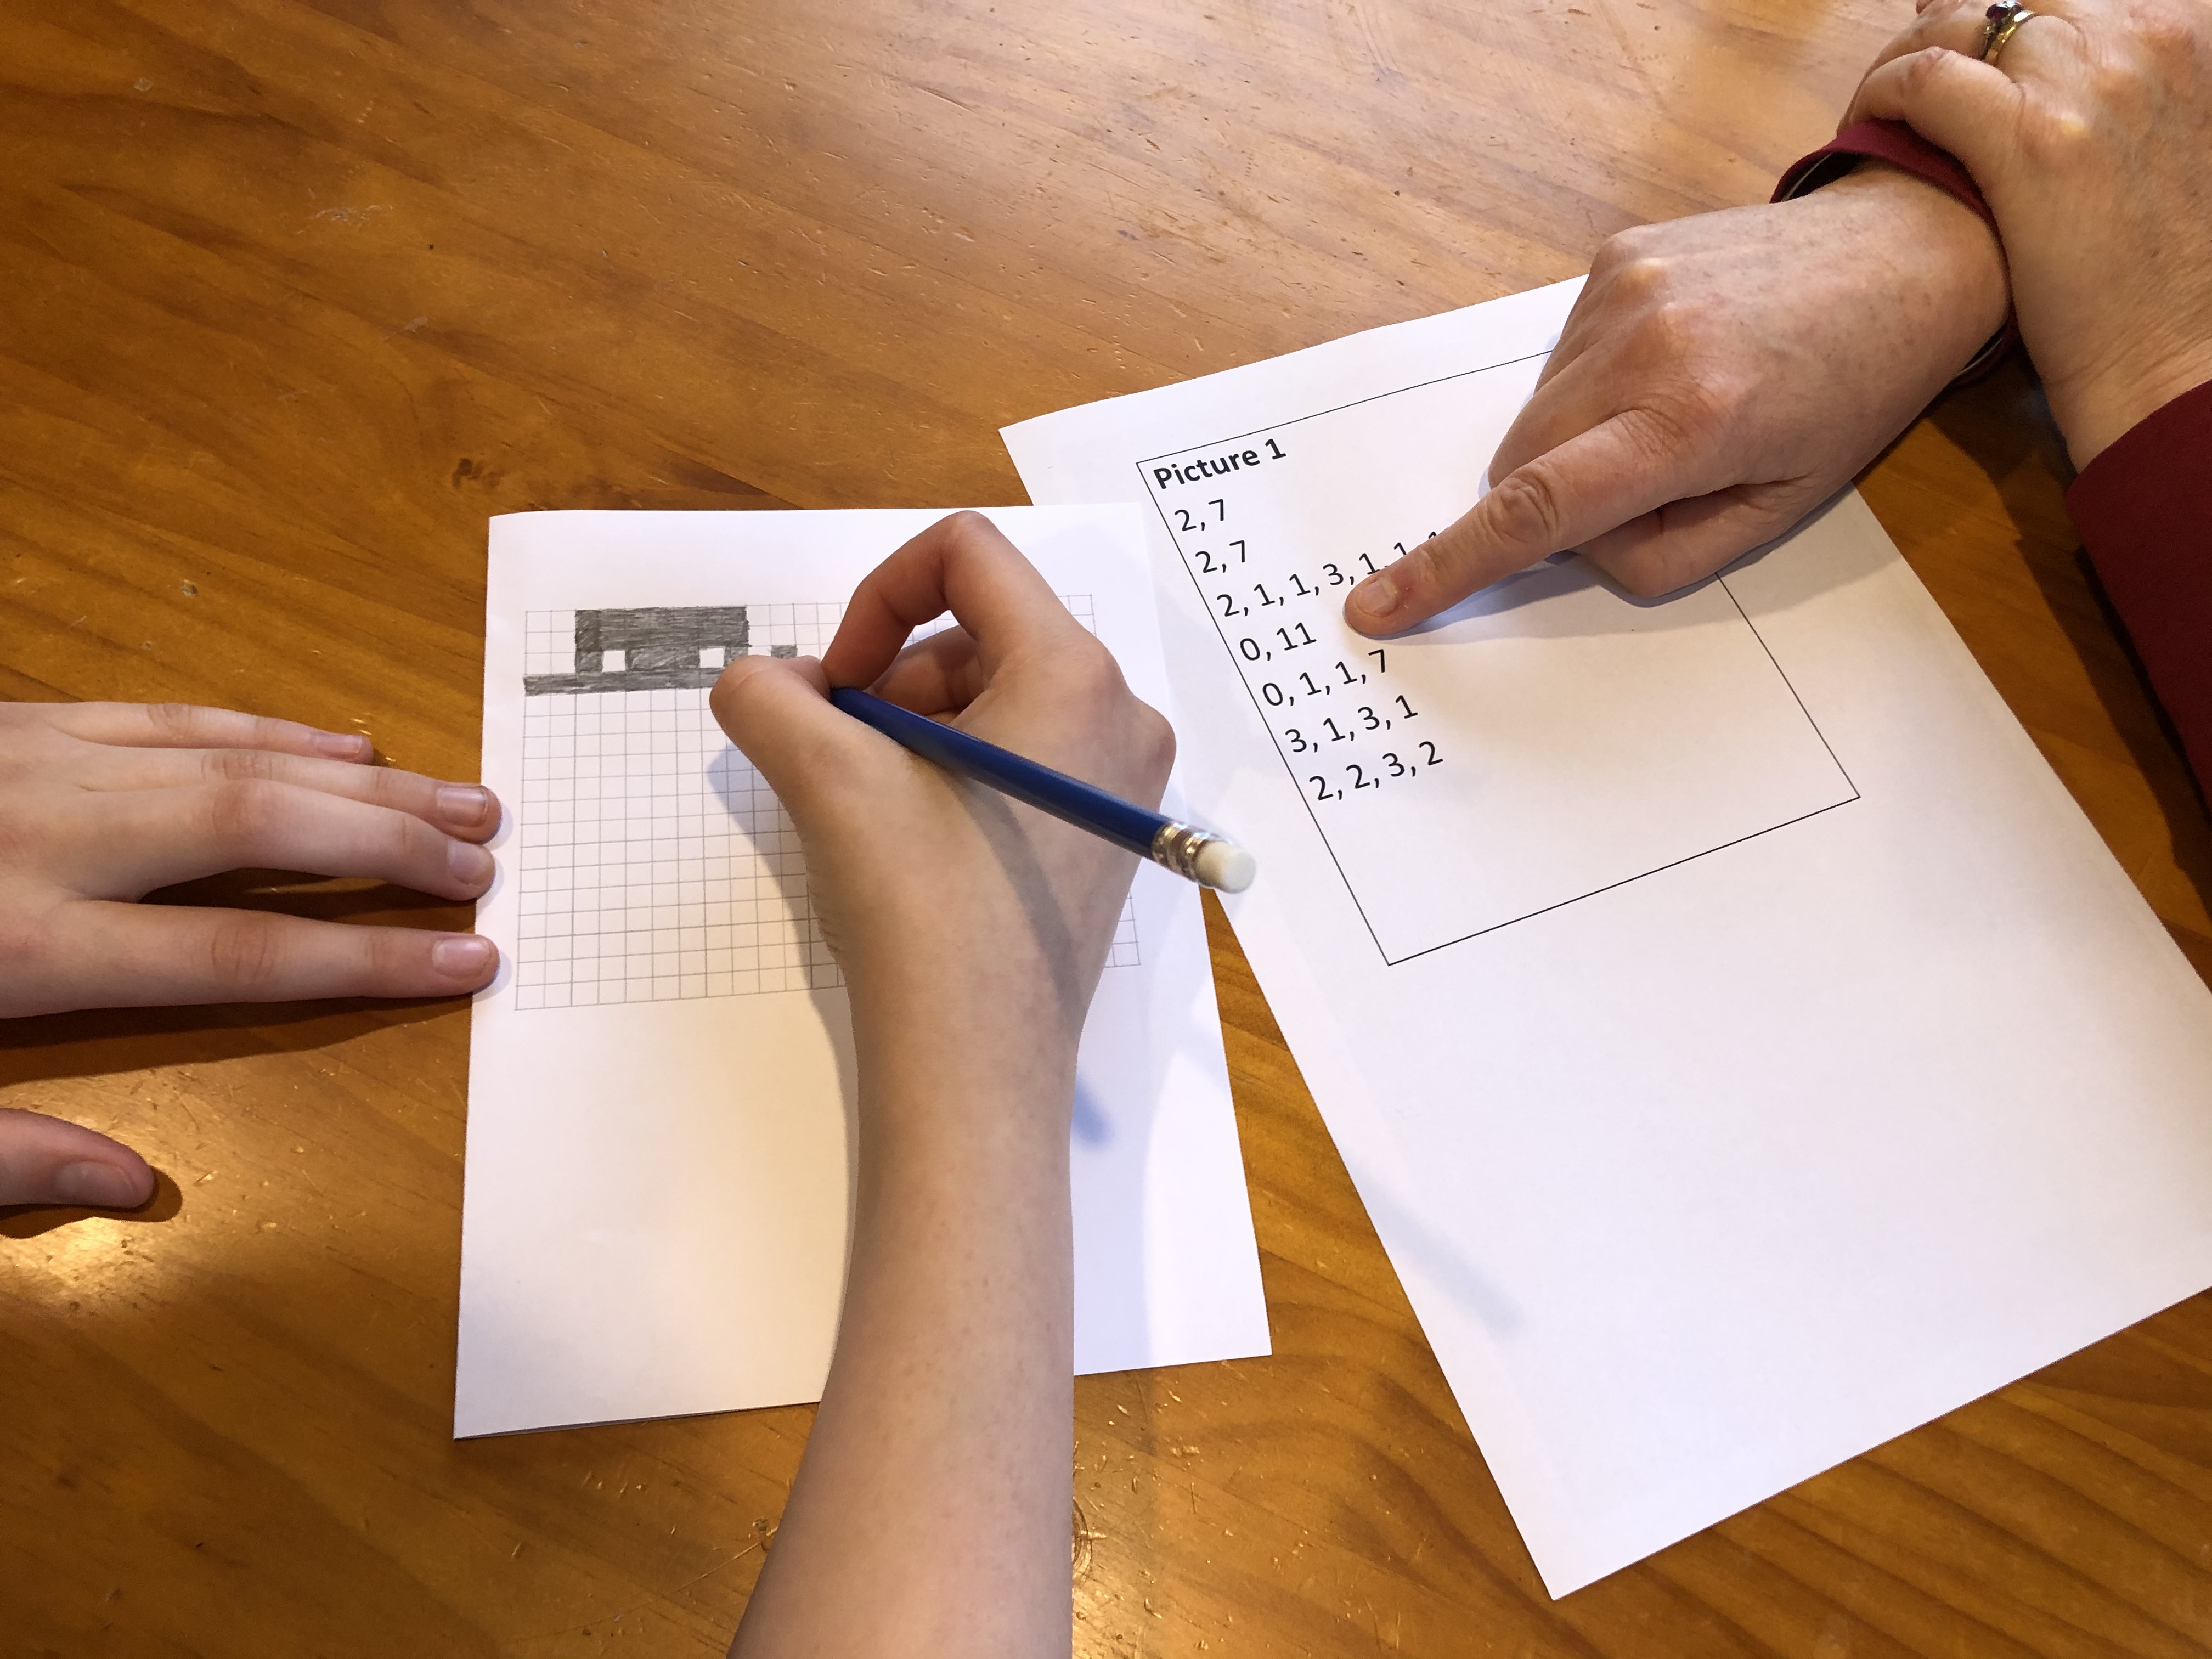 Picture 1
2, 7
2, 7
2, 1, 1, 3, 1, 1,
0, 11
0, 1, 1, 7
3, 1, 3, 1
2, 2, 3, 2